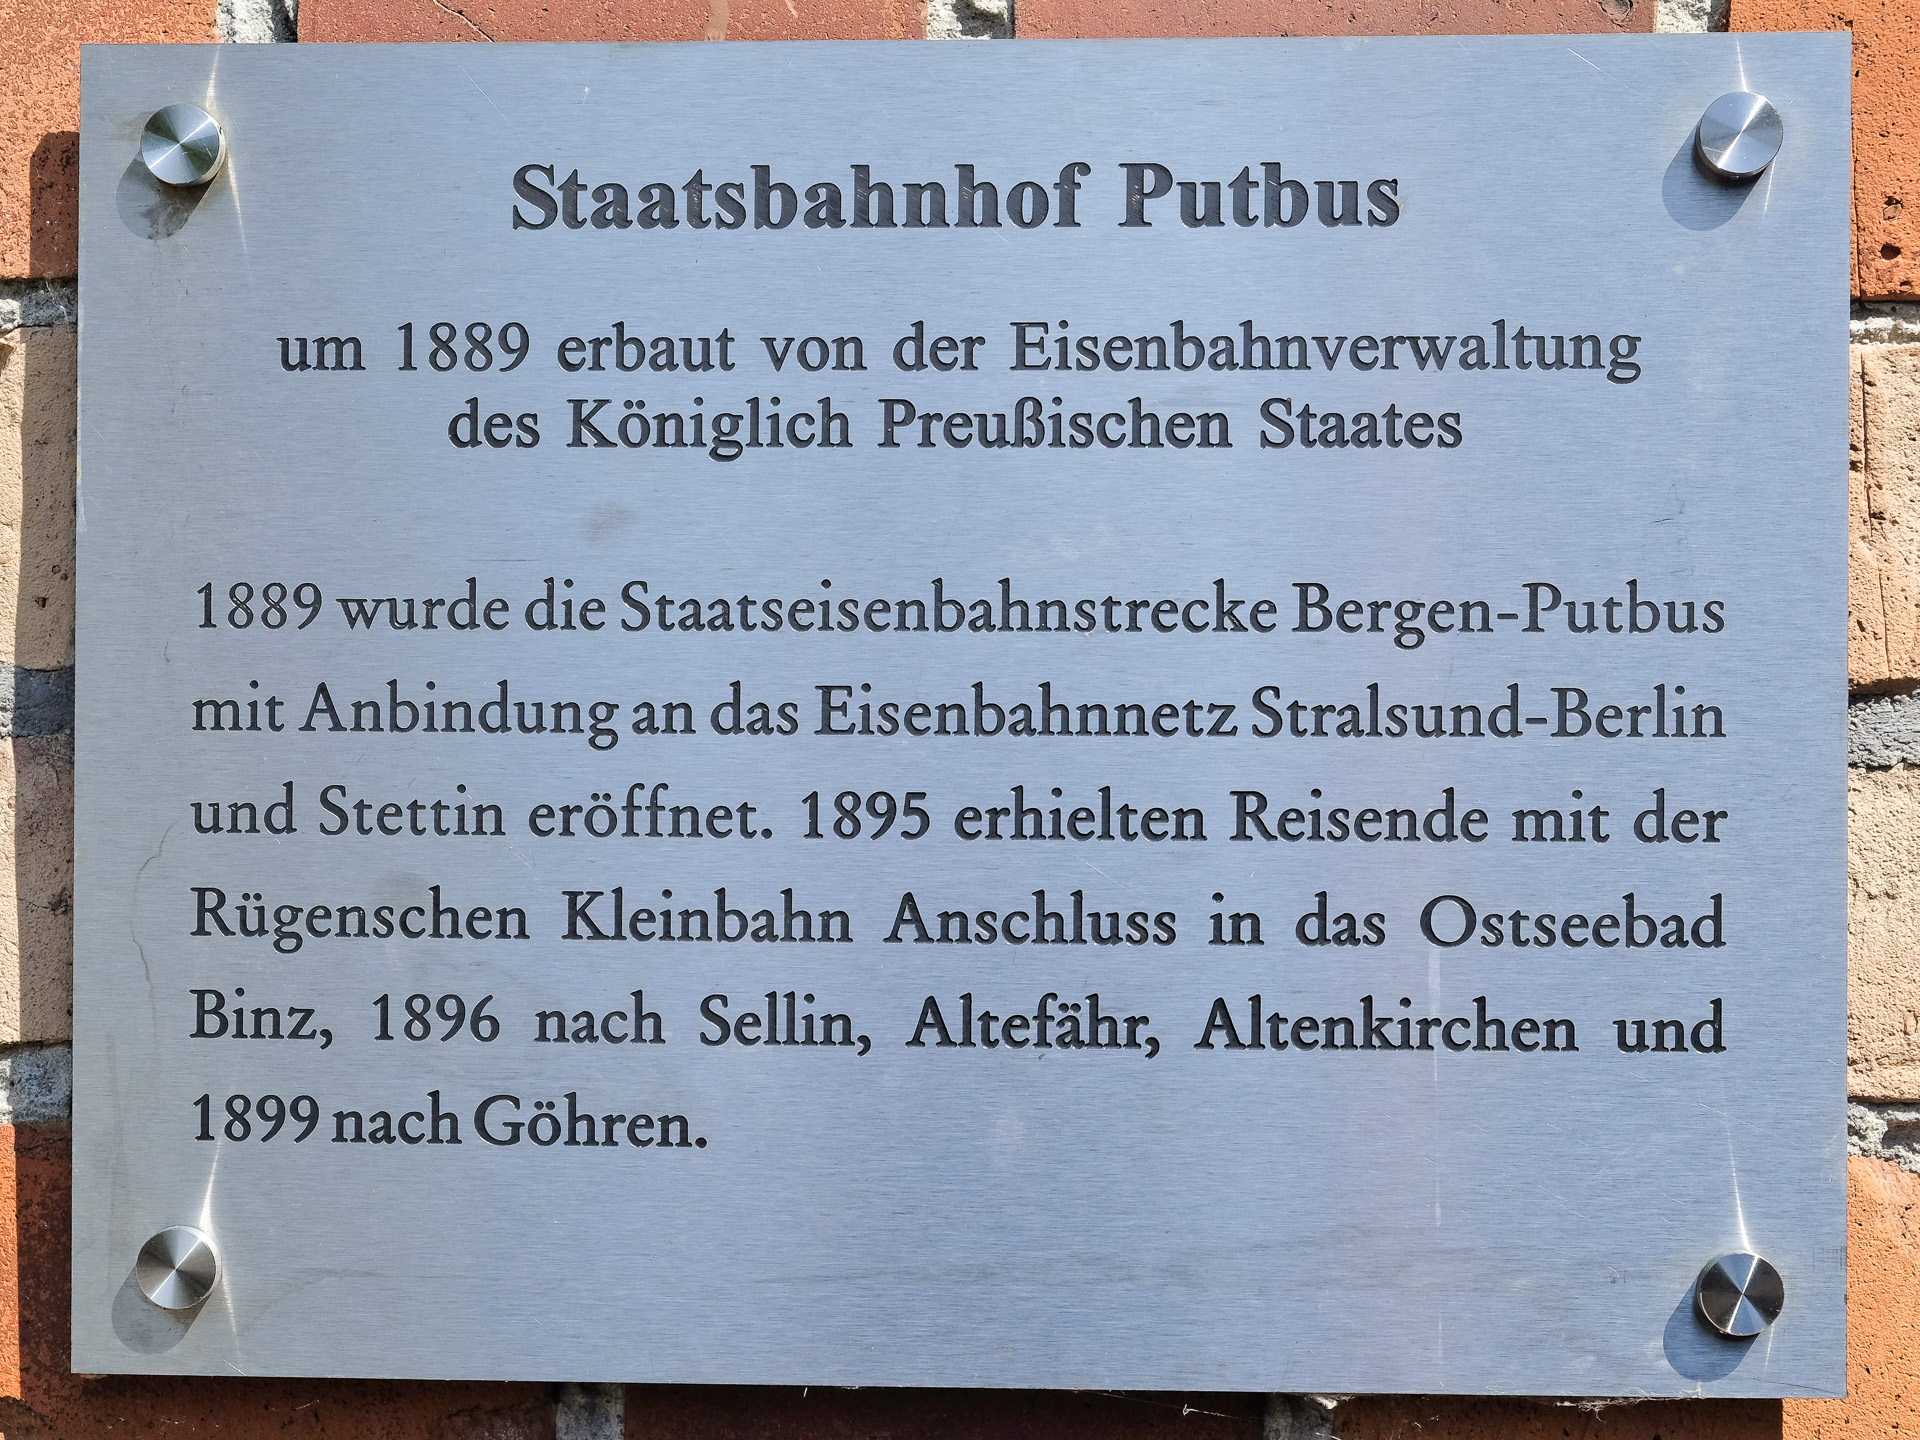 Staatsbahnhof Putbus
um 1889 erbaut von der Eisenbahnverwaltung
des Königlich Preußischen Staates
1889 wurde die Staatseisenbahnstrecke Bergen-Putbus
mit Anbindung an das Eisenbahnnetz Stralsund-Berlin
und Stettin eröffnet. 1895 erhielten Reisende mit der
Rügenschen Kleinbahn Anschluss in das Ostseebad
Binz, 1896 nach Sellin, Altefähr, Altenkirchen und
1899 nach Göhren.